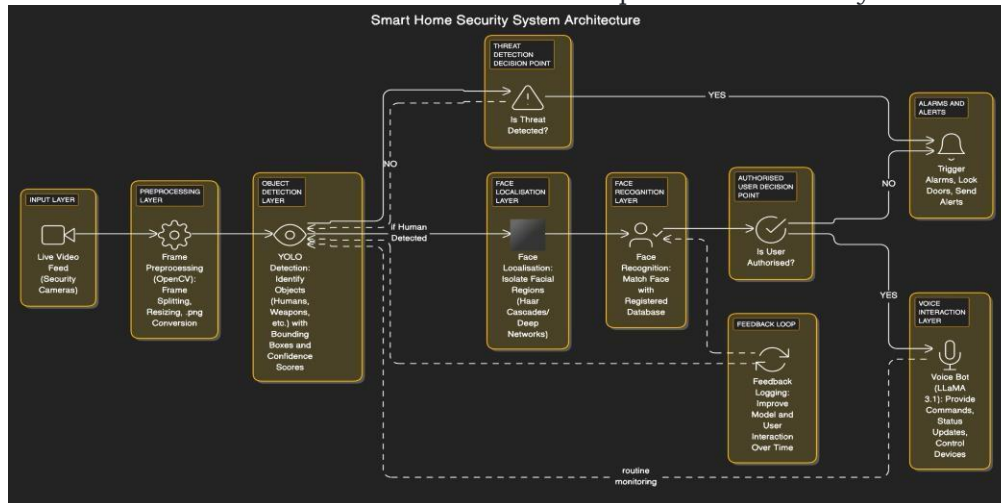 Smart Home Security System Architecture
THREAT
DETECTION
DECISION POINT
Is Threat
Detected?
YES
NO
ALARMS AND
ALERTS
Trigger
Alarms, Lock
Doors, Send
Alerts
INPUT LAYER
Live Video
Feed
(Security
Cameras)
PREPROCESSING
LAYER
Frame
Preprocessing
(OpenCV):
Frame
Splitting,
Resizing, .png
Conversion
OBJECT
DETECTION
LAYER
YOLO
Detection:
Identify
Objects
(Humans,
Weapons,
etc.) with
Bounding
Boxes and
Confidence
Scores
if Human
Detected
FACE
LOCALISATION
LAYER
Face
Localisation:
Isolate Facial
Regions
(Haar
Cascades/
Deep
Networks)
FACE
RECOGNITION
LAYER
Face
Recognition:
Match Face
with
Registered
Database
AUTHORISED
USER DECISION
POINT
Is User
Authorised?
NO
YES
VOICE
INTERACTION
LAYER
Voice Bot
(LLaMA
3.1): Provide
Commands,
Status
Updates,
Control
Devices
FEEDBACK LOOP
Feedback
Logging:
Improve
Model and
User
Interaction
Over Time
routine
monitoring